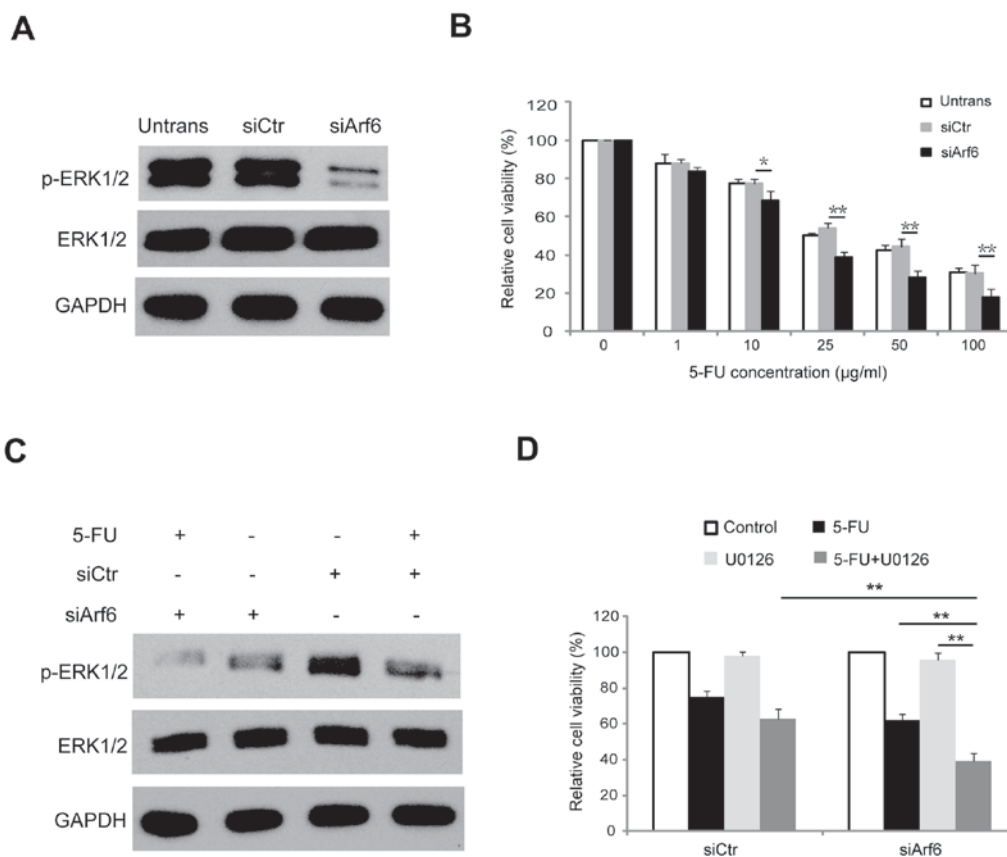 A
Untrans siCtr siArf6
p-ERK1/2
ERK1/2
GAPDH
B
Untrans
siCtr
siArf6
Relative cell viability (%)
120
100
80
60
40
20
0
* ** ** **
0 1 10 25 50 100
5-FU concentration (µg/ml)
C
5-FU + - - +
siCtr - - + +
siArf6 + + - -
p-ERK1/2
ERK1/2
GAPDH
D
Control 5-FU
U0126 5-FU+U0126
**
**
**
Relative cell viability (%)
120
100
80
60
40
20
0
siCtr siArf6